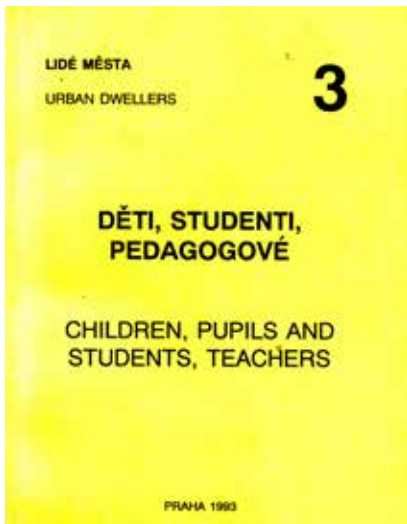 LIDÉ MĚSTA
URBAN DWELLERS
3
DĚTI, STUDENTI,
PEDAGOGOVÉ
CHILDREN, PUPILS AND
STUDENTS, TEACHERS
PRAHA 1993